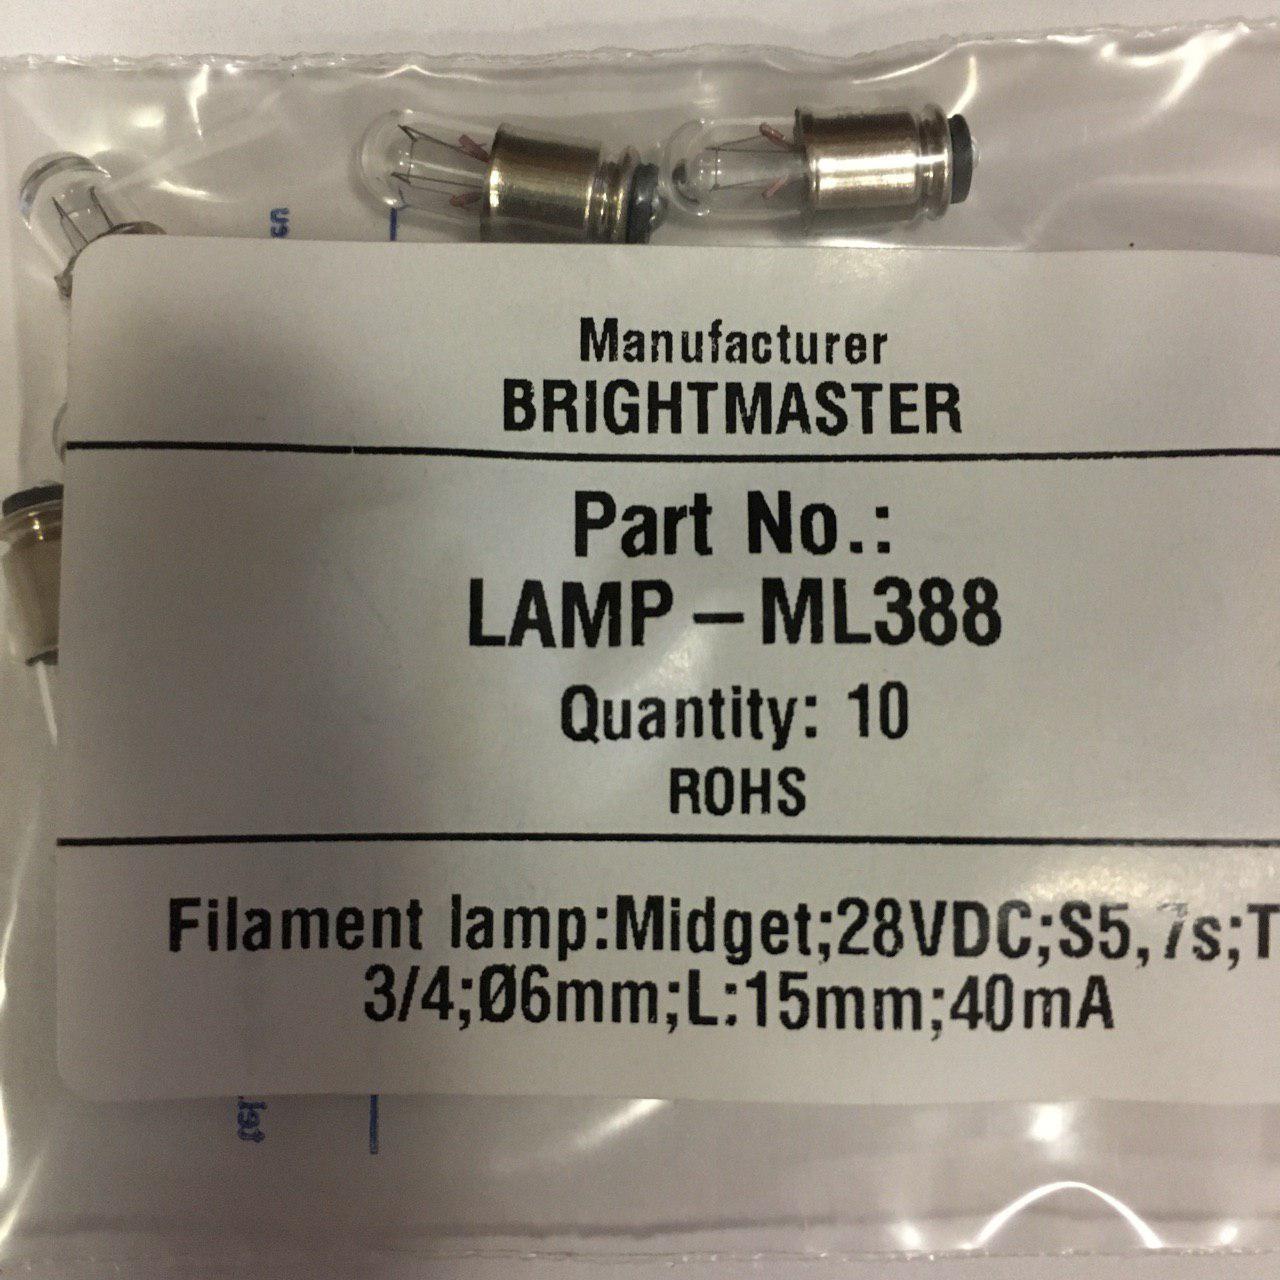 Manufacturer
BRIGHTMASTER
Part No.:
LAMP – ML388
Quantity: 10
ROHS
Filament lamp:Midget;28VDC;S5,7s;T
3/4;Ø6mm;L:15mm;40mA